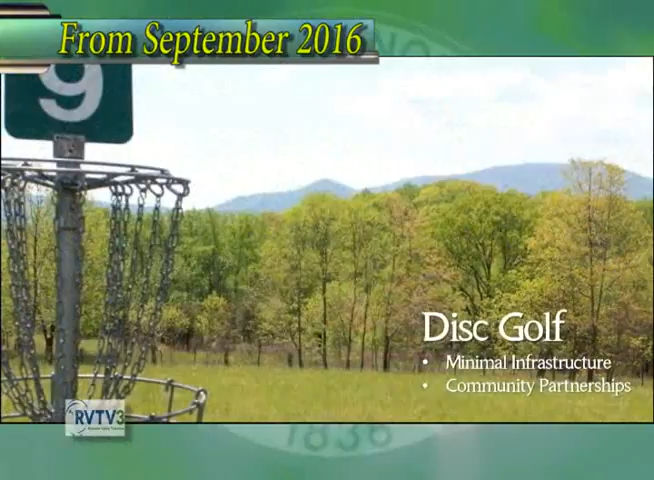 From September 2016
9
Disc Golf
• Minimal Infrastructure
• Community Partnerships
RVTV3
1838